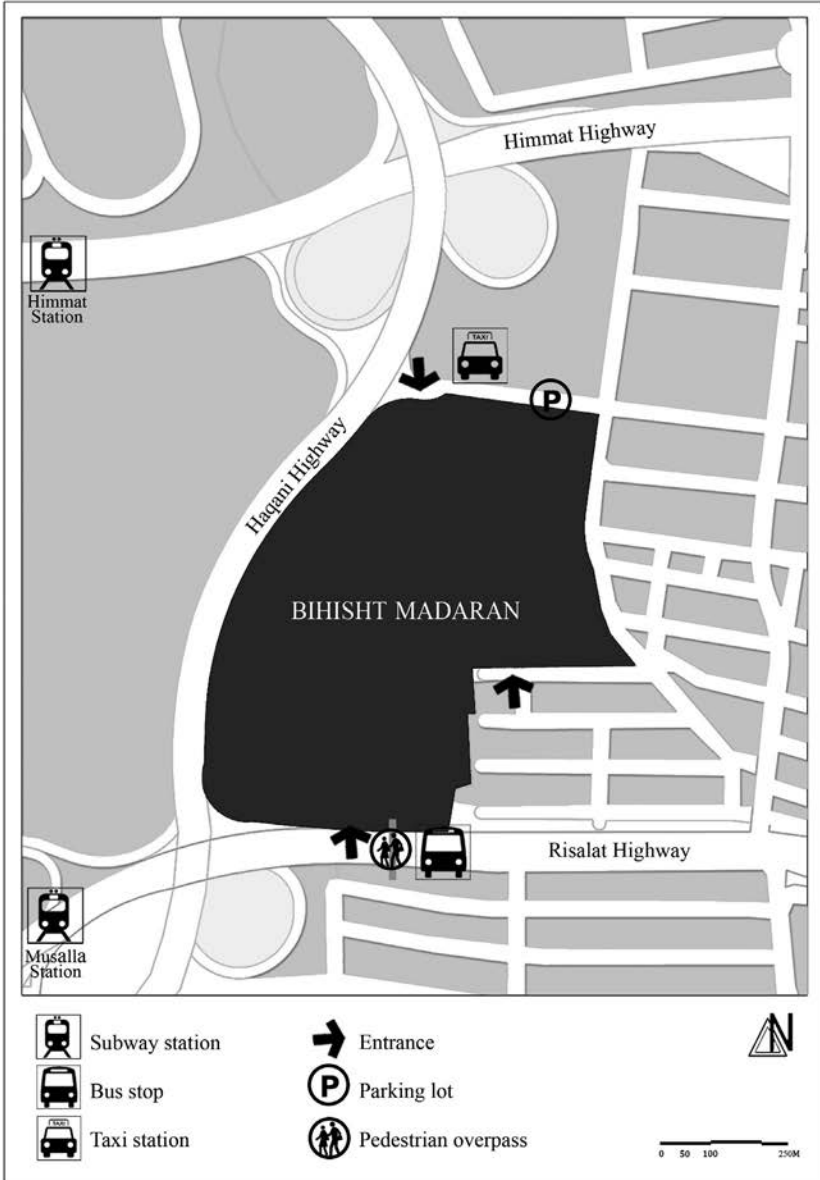 Himmat Highway
Himmat
Station
TAXI
P
Haqani Highway
BIHISHT MADARAN
Risalat Highway
Musalla
Station
Subway station
Entrance
N
Bus stop
P
Parking lot
TAXI
Taxi station
Pedestrian overpass
0 50 100 250M